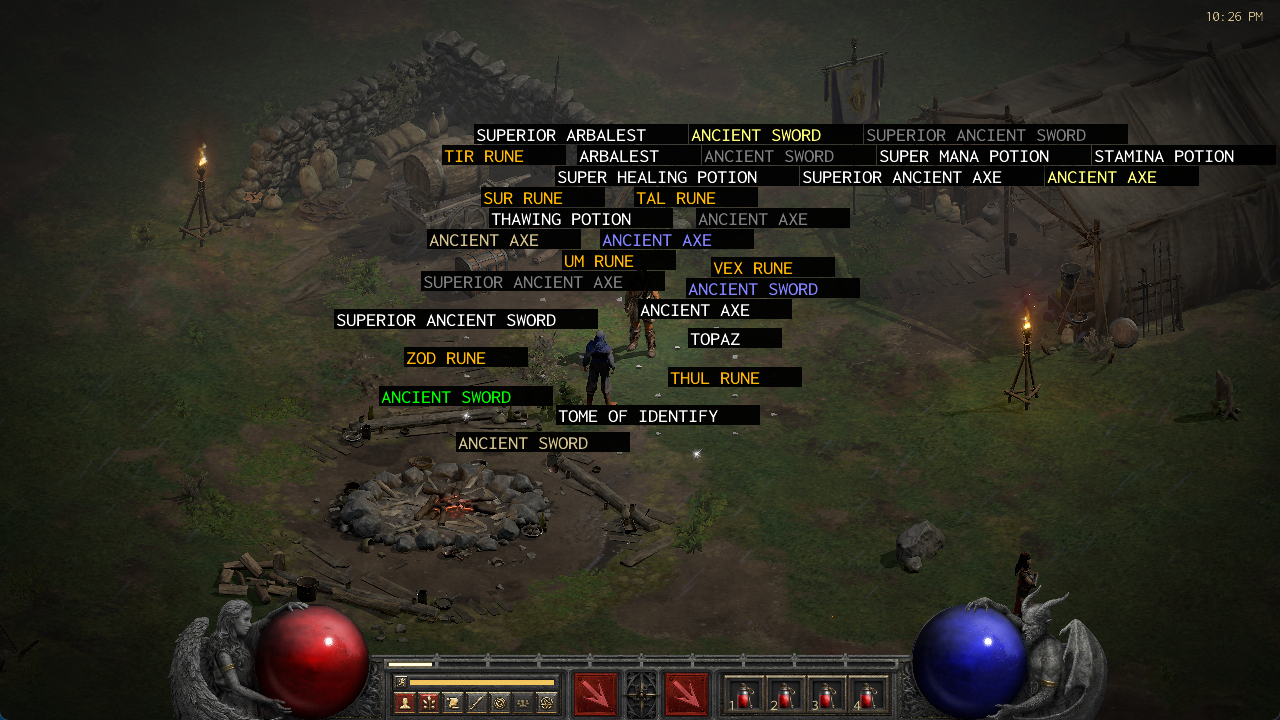 10:26 PM
SUPERIOR ARBALEST ANCIENT SWORD SUPERIOR ANCIENT SWORD
TIR RUNE ARBALEST ANCIENT SWORD SUPER MANA POTION STAMINA POTION
SUPER HEALING POTION SUPERIOR ANCIENT AXE ANCIENT AXE
SUR RUNE TAL RUNE
THAWING POTION ANCIENT AXE
ANCIENT AXE ANCIENT AXE
UM RUNE
VEX RUNE
SUPERIOR ANCIENT AXE
ANCIENT SWORD
ANCIENT AXE
SUPERIOR ANCIENT SWORD
TOPAZ
ZOD RUNE
THUL RUNE
ANCIENT SWORD
TOME OF IDENTIFY
ANCIENT SWORD
1 2 3 4